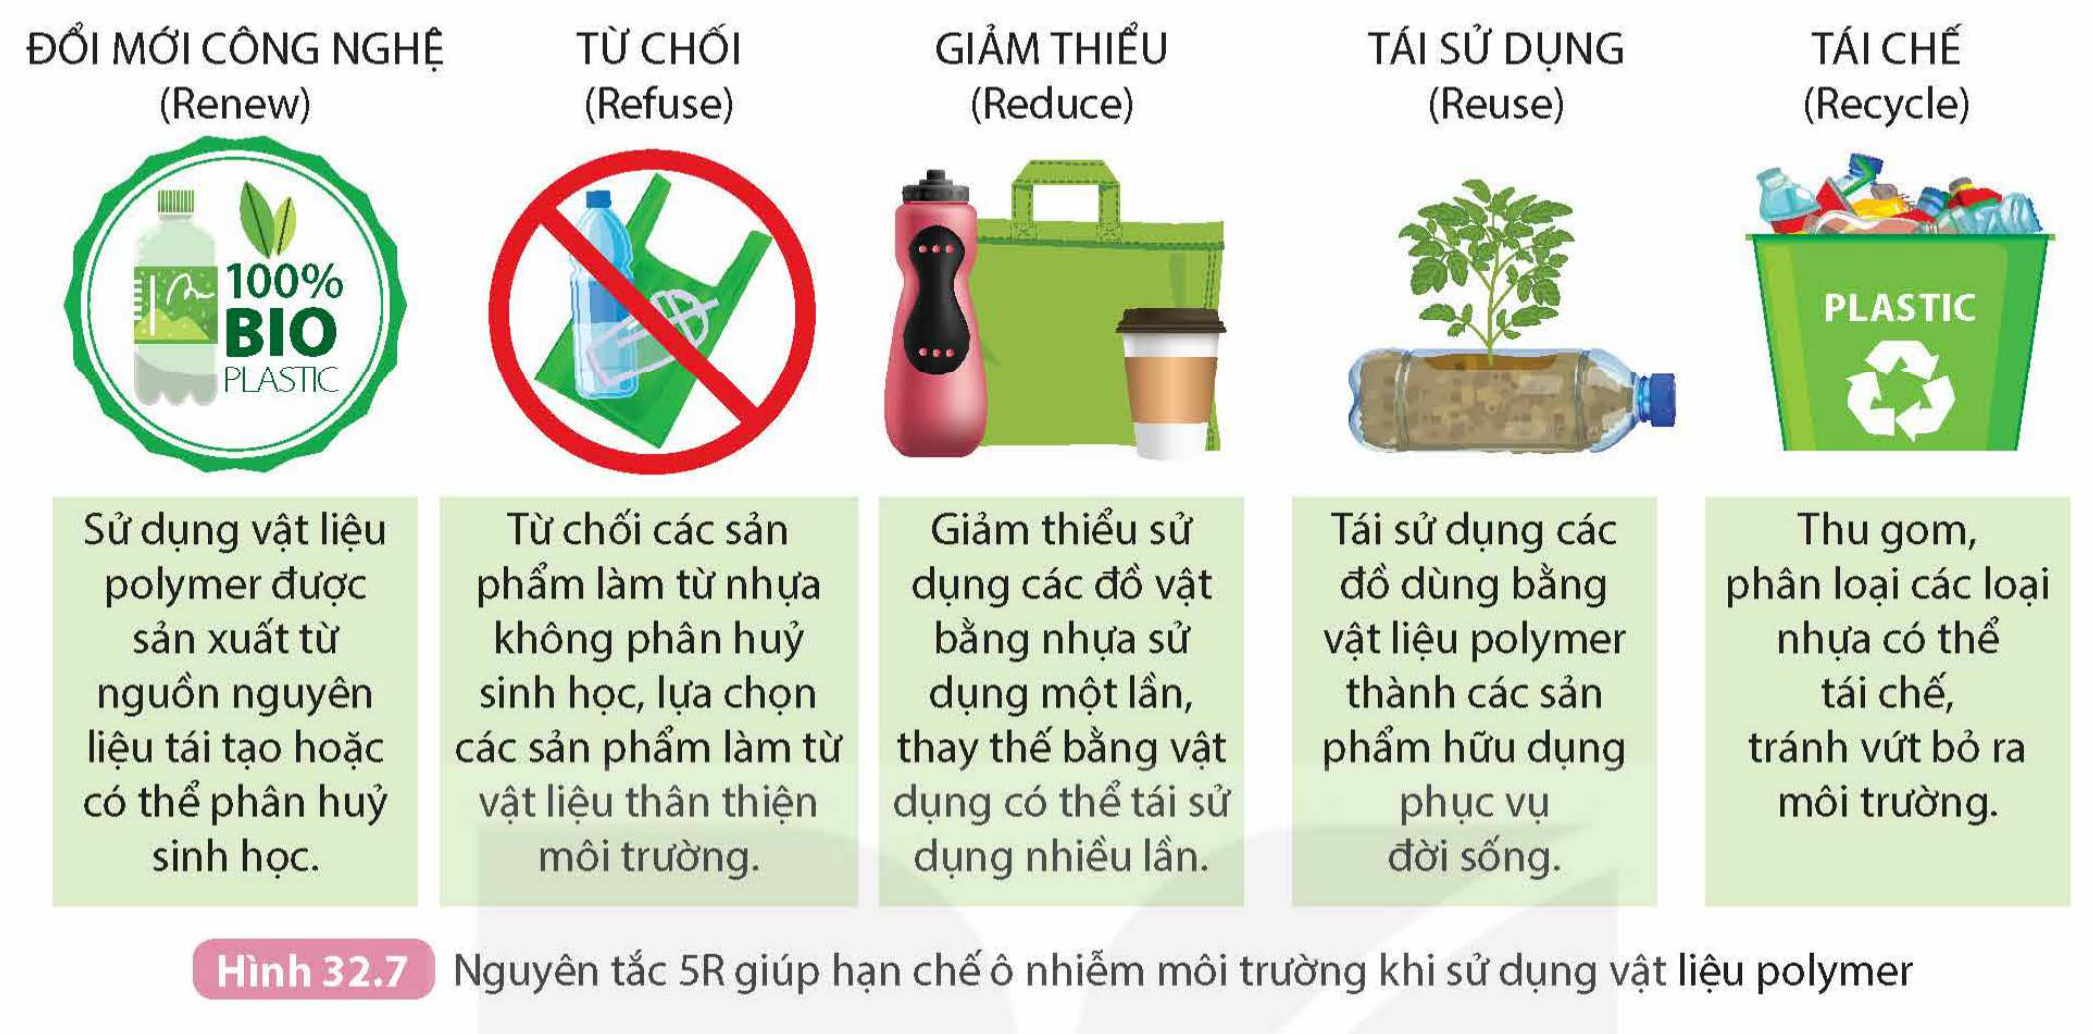 ĐỔI MỚI CÔNG NGHỆ
(Renew)
100%
BIO
PLASTIC
Sử dụng vật liệu
polymer được
sản xuất từ
nguồn nguyên
liệu tái tạo hoặc
có thể phân huỷ
sinh học.
TỪ CHỐI
(Refuse)
Từ chối các sản
phẩm làm từ nhựa
không phân huỷ
sinh học, lựa chọn
các sản phẩm làm từ
vật liệu thân thiện
môi trường.
GIẢM THIỂU
(Reduce)
Giảm thiểu sử
dụng các đồ vật
bằng nhựa sử
dụng một lần,
thay thế bằng vật
dụng có thể tái sử
dụng nhiều lần.
TÁI SỬ DỤNG
(Reuse)
Tái sử dụng các
đồ dùng bằng
vật liệu polymer
thành các sản
phẩm hữu dụng
phục vụ
đời sống.
TÁI CHẾ
(Recycle)
PLASTIC
Thu gom,
phân loại các loại
nhựa có thể
tái chế,
tránh vứt bỏ ra
môi trường.
Hình 32.7 Nguyên tắc 5R giúp hạn chế ô nhiễm môi trường khi sử dụng vật liệu polymer